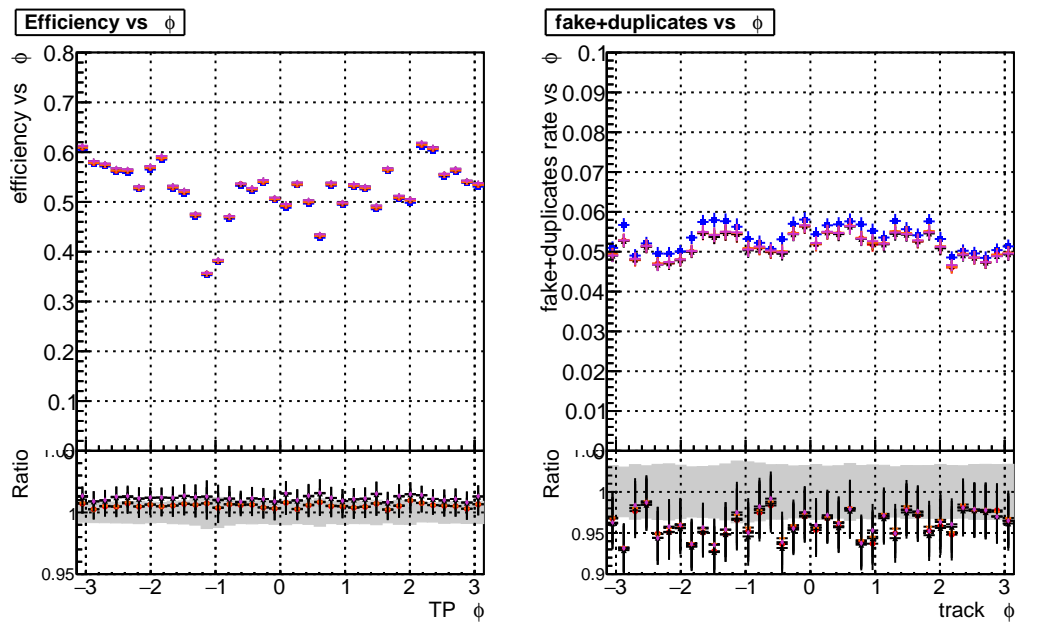 Efficiency vs ϕ
efficiency vs ϕ
0.8
0.7
0.6
0.5
0.4
0.3
0.2
0.1
0
Ratio
1
0.95
−3 −2 −1 0 1 2 3
TP ϕ
fake+duplicates vs ϕ
fake+duplicates rate vs ϕ
0.1
0.09
0.08
0.07
0.06
0.05
0.04
0.03
0.02
0.01
Ratio
1
0.95
0.9
−3 −2 −1 0 1 2 3
track ϕ